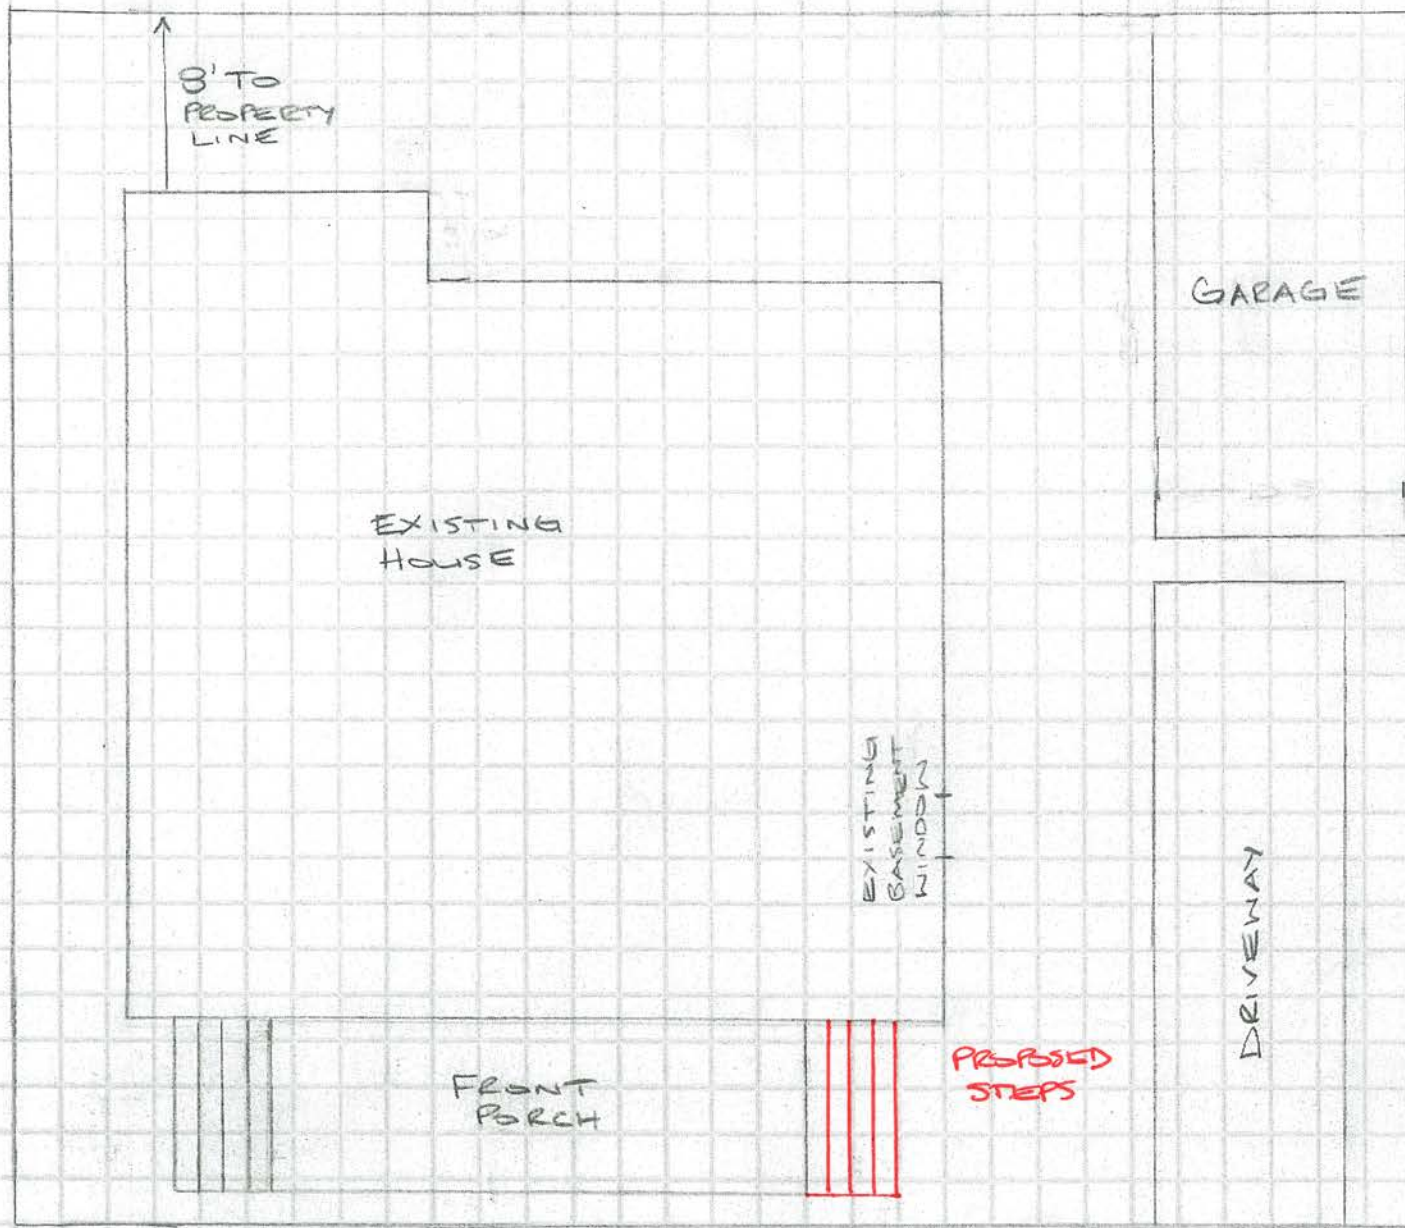 8' TO
PROPERTY
LINE
GARAGE
EXISTING
HOUSE
EXISTING
BASEMENT
WINDOW
DRIVEWAY
FRONT
PORCH
PROPOSED
STEPS